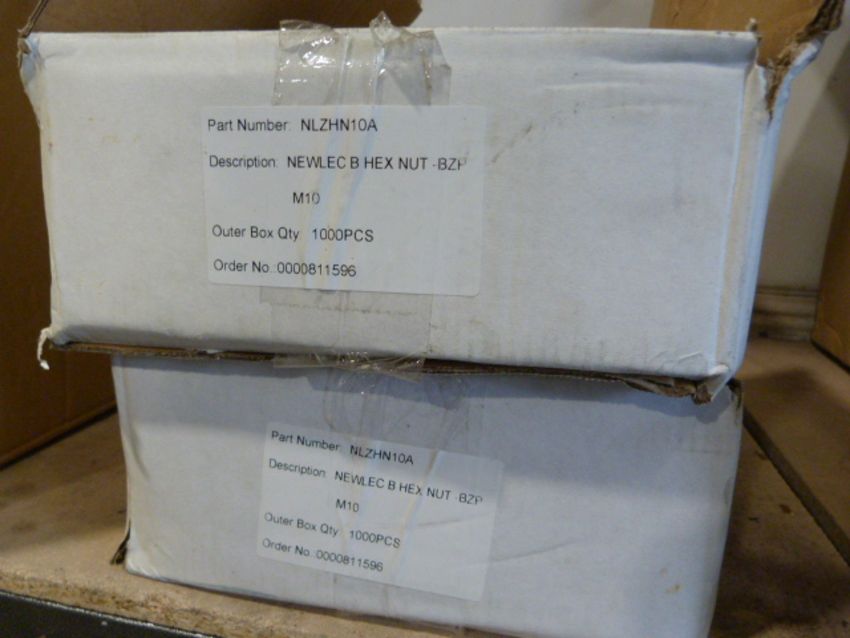 Part Number: NLZHN10A
Description: NEWLEC B HEX NUT -BZP
M10
Outer Box Qty: 1000PCS
Order No.:0000811596
Part Number: NLZHN10A
Description: NEWLEC B HEX NUT -BZP
M10
Outer Box Qty: 1000PCS
Order No.:0000811596